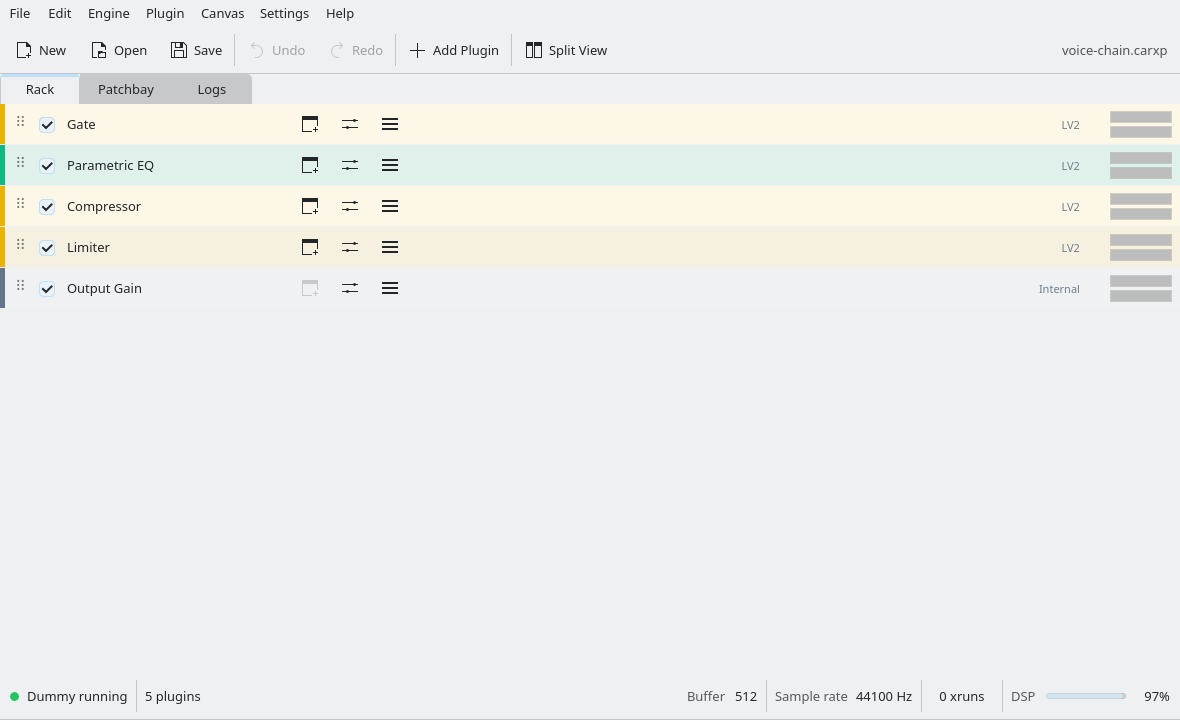 File Edit Engine Plugin Canvas Settings Help
New Open Save Undo Redo Add Plugin Split View voice-chain.carxp
Rack Patchbay Logs
Gate LV2
Parametric EQ LV2
Compressor LV2
Limiter LV2
Output Gain Internal
Dummy running 5 plugins Buffer 512 Sample rate 44100 Hz 0 xruns DSP 97%